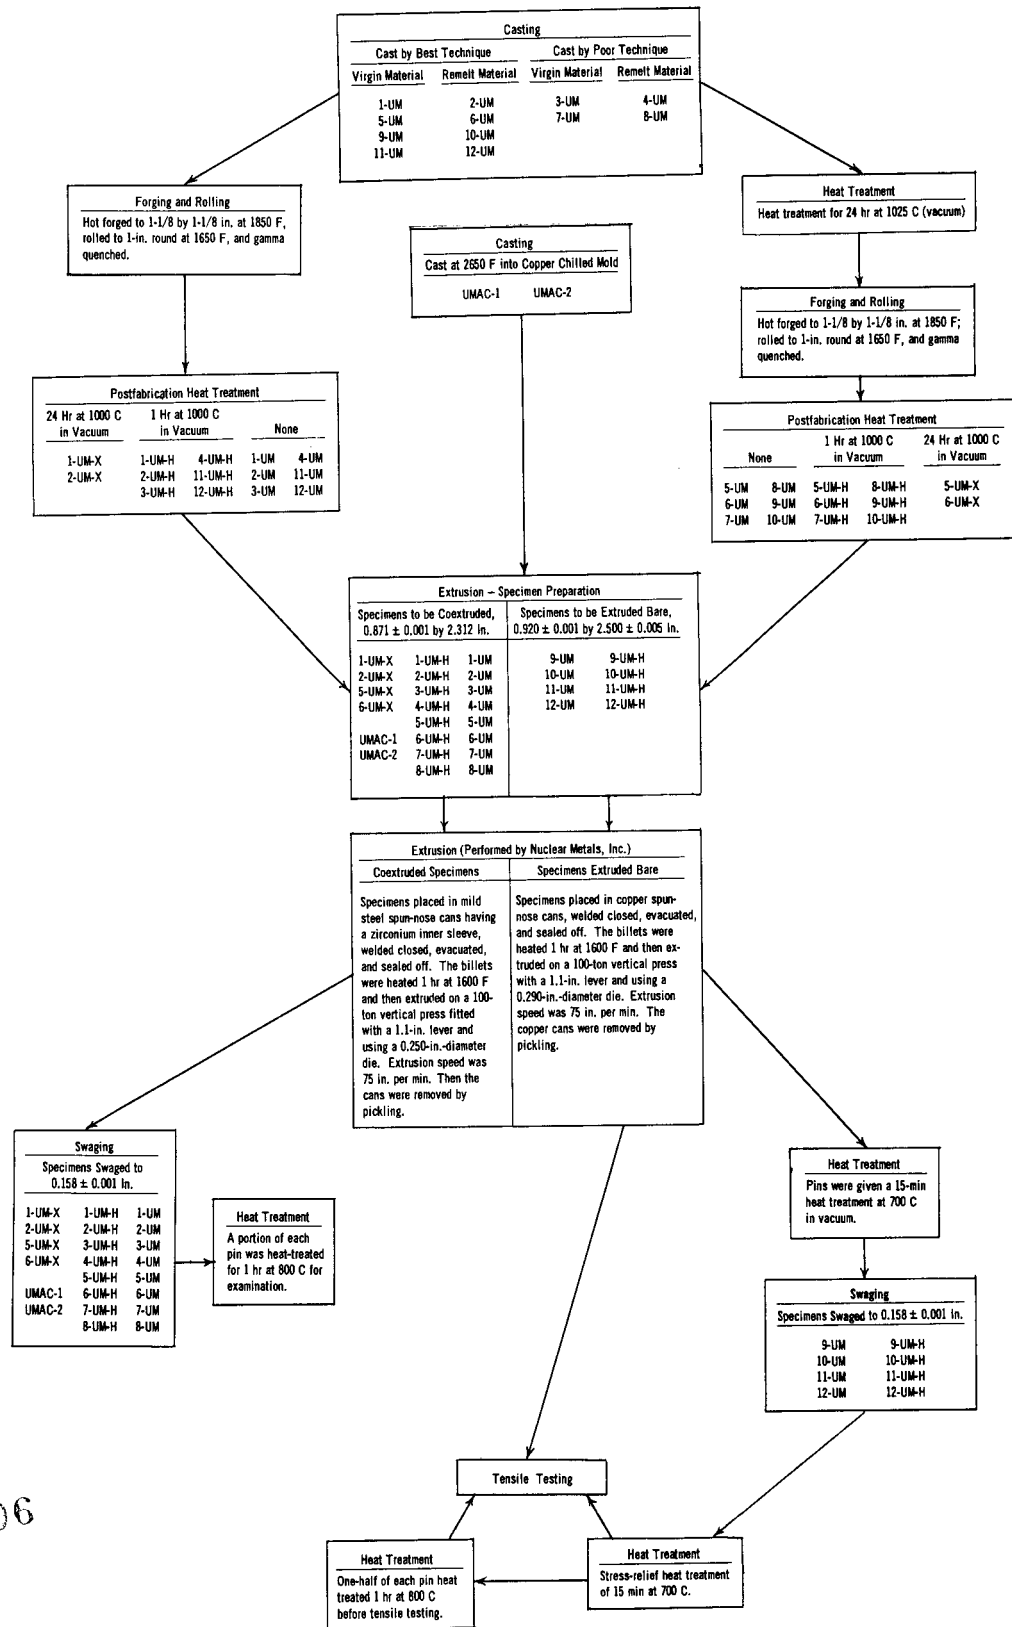 Casting
Cast by Best Technique Cast by Poor Technique
Virgin Material Remelt Material Virgin Material Remelt Material
1-UM 2-UM 3-UM 4-UM
5-UM 6-UM 7-UM 8-UM
9-UM 10-UM
11-UM 12-UM
Forging and Rolling
Hot forged to 1-1/8 by 1-1/8 in. at 1850 F,
rolled to 1-in. round at 1650 F, and gamma
quenched.
Heat Treatment
Heat treatment for 24 hr at 1025 C (vacuum)
Casting
Cast at 2650 F into Copper Chilled Mold
UMAC-1 UMAC-2
Forging and Rolling
Hot forged to 1-1/8 by 1-1/8 in. at 1850 F;
rolled to 1-in. round at 1650 F, and gamma
quenched.
Postfabrication Heat Treatment
24 Hr at 1000 C 1 Hr at 1000 C
in Vacuum in Vacuum None
1-UM-X 1-UM-H 4-UM-H 1-UM 4-UM
2-UM-X 2-UM-H 11-UM-H 2-UM 11-UM
3-UM-H 12-UM-H 3-UM 12-UM
Postfabrication Heat Treatment
1 Hr at 1000 C 24 Hr at 1000 C
None in Vacuum in Vacuum
5-UM 8-UM 5-UM-H 8-UM-H 5-UM-X
6-UM 9-UM 6-UM-H 9-UM-H 6-UM-X
7-UM 10-UM 7-UM-H 10-UM-H
Extrusion – Specimen Preparation
Specimens to be Coextruded, Specimens to be Extruded Bare,
0.871 ± 0.001 by 2.312 in. 0.920 ± 0.001 by 2.500 ± 0.005 in.
1-UM-X 1-UM-H 1-UM 9-UM 9-UM-H
2-UM-X 2-UM-H 2-UM 10-UM 10-UM-H
5-UM-X 3-UM-H 3-UM 11-UM 11-UM-H
6-UM-X 4-UM-H 4-UM 12-UM 12-UM-H
5-UM-H 5-UM
UMAC-1 6-UM-H 6-UM
UMAC-2 7-UM-H 7-UM
8-UM-H 8-UM
Extrusion (Performed by Nuclear Metals, Inc.)
Coextruded Specimens
Specimens placed in mild
steel spun-nose cans having
a zirconium inner sleeve,
welded closed, evacuated,
and sealed off. The billets
were heated 1 hr at 1600 F
and then extruded on a 100-
ton vertical press fitted
with a 1.1-in. lever and
using a 0.250-in.-diameter
die. Extrusion speed was
75 in. per min. Then the
cans were removed by
pickling.
Specimens Extruded Bare
Specimens placed in copper spun-
nose cans, welded closed, evacuated,
and sealed off. The billets were
heated 1 hr at 1600 F and then ex-
truded on a 100-ton vertical press
with a 1.1-in. lever and using a
0.290-in.-diameter die. Extrusion
speed was 75 in. per min. The
copper cans were removed by
pickling.
Swaging
Specimens Swaged to
0.158 ± 0.001 in.
1-UM-X 1-UM-H 1-UM
2-UM-X 2-UM-H 2-UM
5-UM-X 3-UM-H 3-UM
6-UM-X 4-UM-H 4-UM
5-UM-H 5-UM
UMAC-1 6-UM-H 6-UM
UMAC-2 7-UM-H 7-UM
8-UM-H 8-UM
Heat Treatment
A portion of each
pin was heat-treated
for 1 hr at 800 C for
examination.
Heat Treatment
Pins were given a 15-min
heat treatment at 700 C
in vacuum.
Swaging
Specimens Swaged to 0.158 ± 0.001 in.
9-UM 9-UM-H
10-UM 10-UM-H
11-UM 11-UM-H
12-UM 12-UM-H
Tensile Testing
Heat Treatment
One-half of each pin heat
treated 1 hr at 800 C
before tensile testing.
Heat Treatment
Stress-relief heat treatment
of 15 min at 700 C.